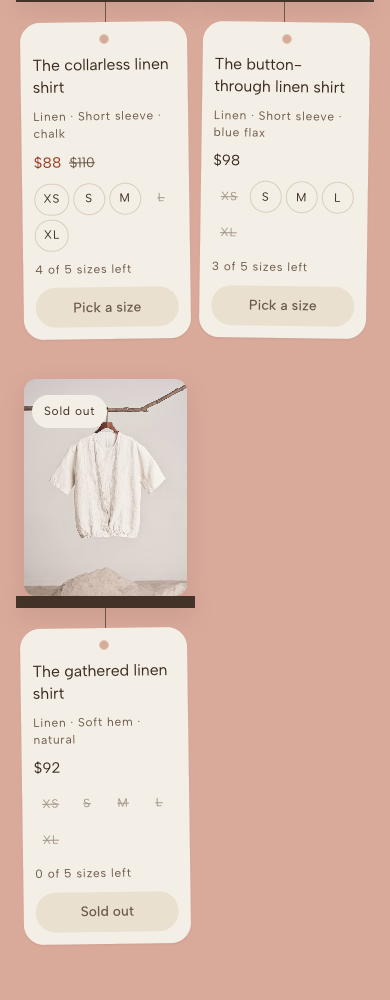 The collarless linen
shirt
Linen · Short sleeve ·
chalk
$88 $110
XS S M L
XL
4 of 5 sizes left
Pick a size
The button-
through linen shirt
Linen · Short sleeve ·
blue flax
$98
XS S M L
XL
3 of 5 sizes left
Pick a size
Sold out
The gathered linen
shirt
Linen · Soft hem ·
natural
$92
XS S M L
XL
0 of 5 sizes left
Sold out